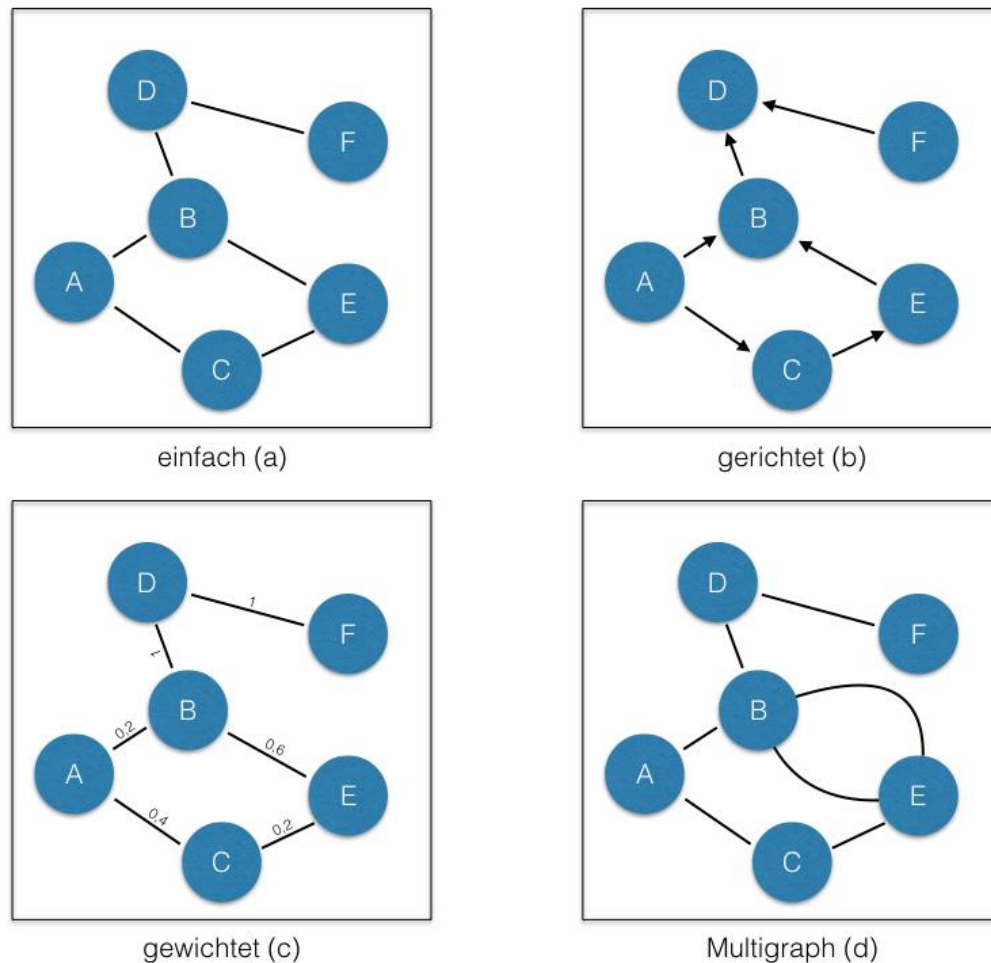 D
F
B
A
E
C
einfach (a)
D
F
B
A
E
C
gerichtet (b)
D
1
F
1
B
0,2
0,6
A
E
0,4
0,2
C
gewichtet (c)
D
F
B
A
E
C
Multigraph (d)